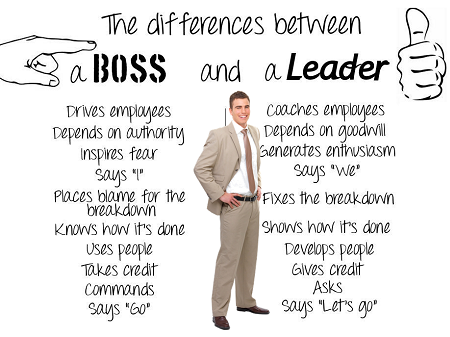 The differences between
a BOSS and a Leader
Drives employees
Depends on authority
Inspires fear
Says "I"
Places blame for the
breakdown
Knows how it's done
Uses people
Takes credit
Commands
Says "Go"
Coaches employees
Depends on goodwill
Generates enthusiasm
Says "We"
Fixes the breakdown
Shows how it's done
Develops people
Gives credit
Asks
Says "Let's go"